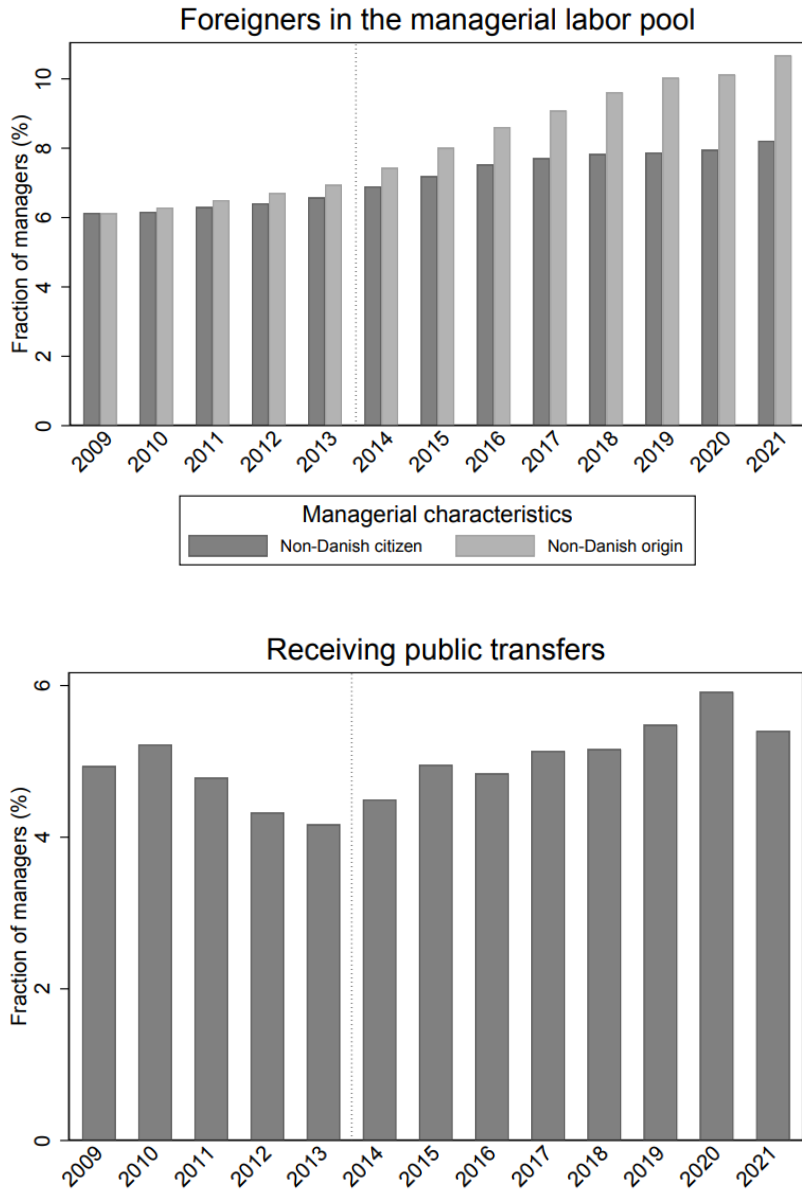 Foreigners in the managerial labor pool
Fraction of managers (%)
10
8
6
4
2
0
2009 2010 2011 2012 2013 2014 2015 2016 2017 2018 2019 2020 2021
Managerial characteristics
Non-Danish citizen Non-Danish origin
Receiving public transfers
Fraction of managers (%)
6
4
2
0
2009 2010 2011 2012 2013 2014 2015 2016 2017 2018 2019 2020 2021